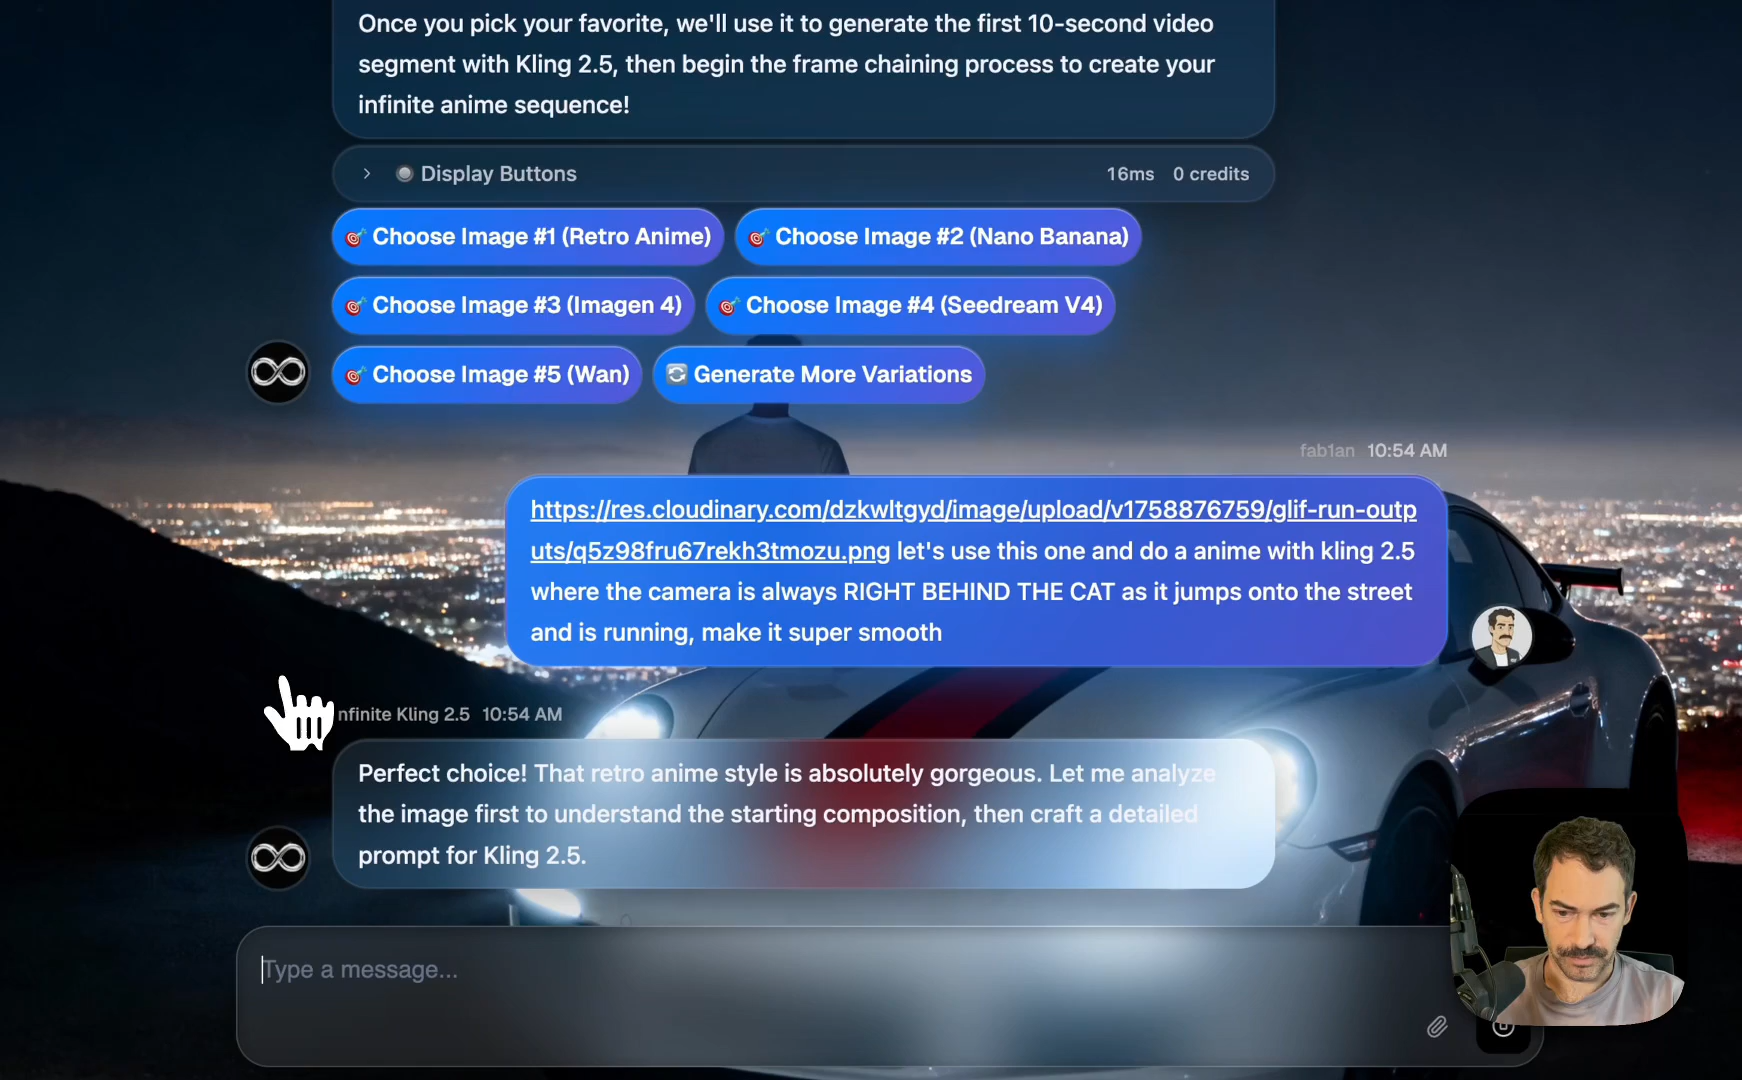 Once you pick your favorite, we'll use it to generate the first 10-second video
segment with Kling 2.5, then begin the frame chaining process to create your
infinite anime sequence!
Display Buttons 16ms 0 credits
Choose Image #1 (Retro Anime) Choose Image #2 (Nano Banana)
Choose Image #3 (Imagen 4) Choose Image #4 (Seedream V4)
Choose Image #5 (Wan) Generate More Variations
fab1an 10:54 AM
https://res.cloudinary.com/dzkwltgyd/image/upload/v1758876759/glif-run-outp
uts/q5z98fru67rekh3tmozu.png let's use this one and do a anime with kling 2.5
where the camera is always RIGHT BEHIND THE CAT as it jumps onto the street
and is running, make it super smooth
nfinite Kling 2.5 10:54 AM
Perfect choice! That retro anime style is absolutely gorgeous. Let me analyze
the image first to understand the starting composition, then craft a detailed
prompt for Kling 2.5.
Type a message...